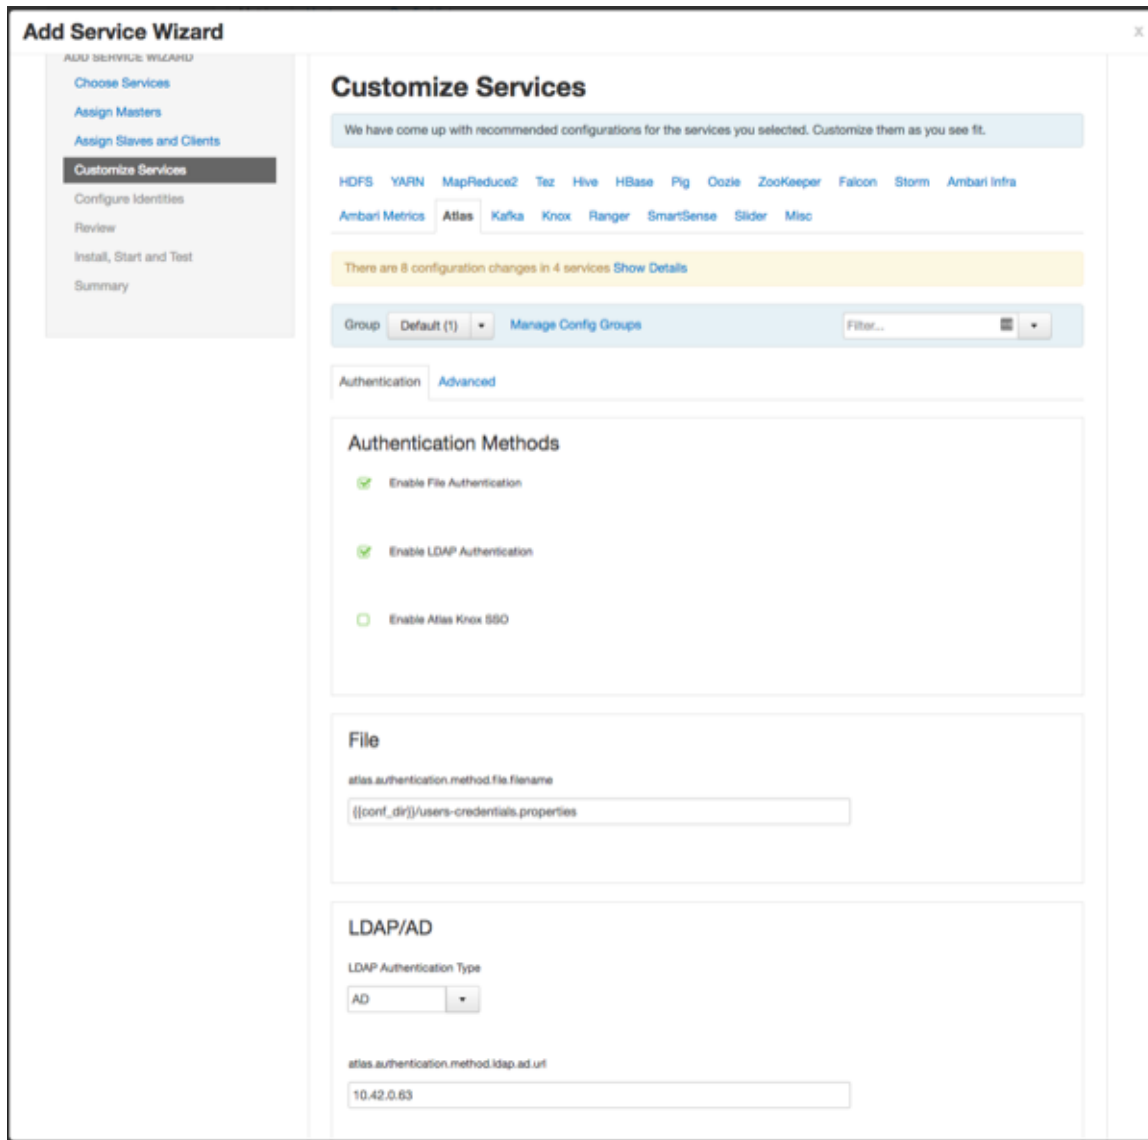 Add Service Wizard
x
ADD SERVICE WIZARD
Choose Services
Assign Masters
Assign Slaves and Clients
Customize Services
Configure Identities
Review
Install, Start and Test
Summary
Customize Services
We have come up with recommended configurations for the services you selected. Customize them as you see fit.
HDFS YARN MapReduce2 Tez Hive HBase Pig Oozie ZooKeeper Falcon Storm Ambari Infra
Ambari Metrics Atlas Kafka Knox Ranger SmartSense Slider Misc
There are 8 configuration changes in 4 services Show Details
Group Default (1) Manage Config Groups Filter...
Authentication Advanced
Authentication Methods
Enable File Authentication
Enable LDAP Authentication
Enable Atlas Knox SSO
File
atlas.authentication.method.file.filename
{{conf_dir}}/users-credentials.properties
LDAP/AD
LDAP Authentication Type
AD
atlas.authentication.method.ldap.ad.url
10.42.0.63